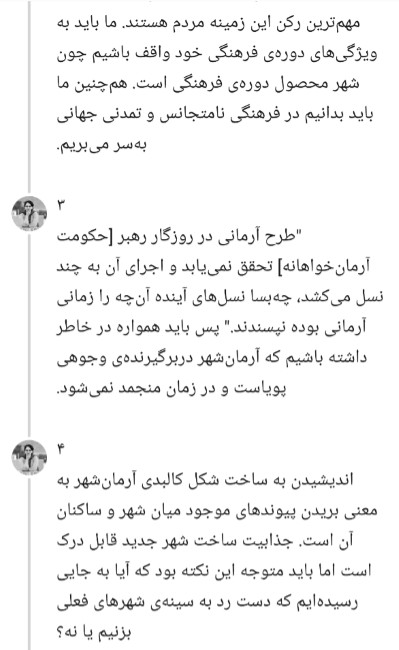 مهم‌ترین رکن این زمینه مردم هستند. ما باید به
ویژگی‌های دوره‌ی فرهنگی خود واقف باشیم چون
شهر محصول دوره‌ی فرهنگی است. هم‌چنین ما
باید بدانیم در فرهنگی نامتجانس و تمدنی جهانی
به‌سر می‌بریم.
۳
"طرح آرمانی در روزگار رهبر [حکومت
آرمان‌خواهانه] تحقق نمی‌یابد و اجرای آن به چند
نسل می‌کشد، چه‌بسا نسل‌های آینده آن‌چه را زمانی
آرمانی بوده نپسندند." پس باید همواره در خاطر
داشته باشیم که آرمان‌شهر دربرگیرنده‌ی وجوهی
پویاست و در زمان منجمد نمی‌شود.
۴
اندیشیدن به ساخت شکل کالبدی آرمان‌شهر به
معنی بریدن پیوندهای موجود میان شهر و ساکنان
آن است. جذابیت ساخت شهر جدید قابل درک
است اما باید متوجه این نکته بود که آیا به جایی
رسیده‌ایم که دست رد به سینه‌ی شهرهای فعلی
بزنیم یا نه؟